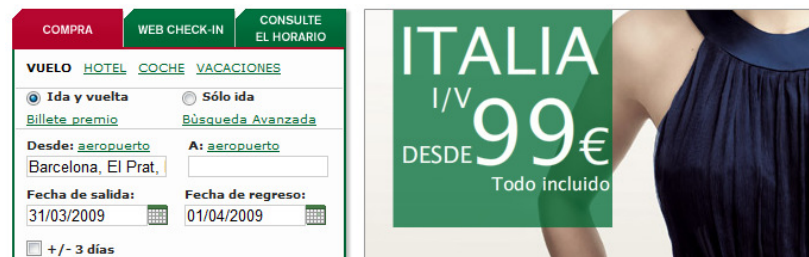 COMPRA
WEB CHECK-IN
CONSULTE
EL HORARIO
VUELO HOTEL COCHE VACACIONES
Ida y vuelta
Sólo ida
Billete premio
Bùsqueda Avanzada
Desde: aeropuerto
A: aeropuerto
Barcelona, El Prat,
Fecha de salida:
Fecha de regreso:
31/03/2009
01/04/2009
+/- 3 días
ITALIA
I/V
DESDE 99€
Todo incluido